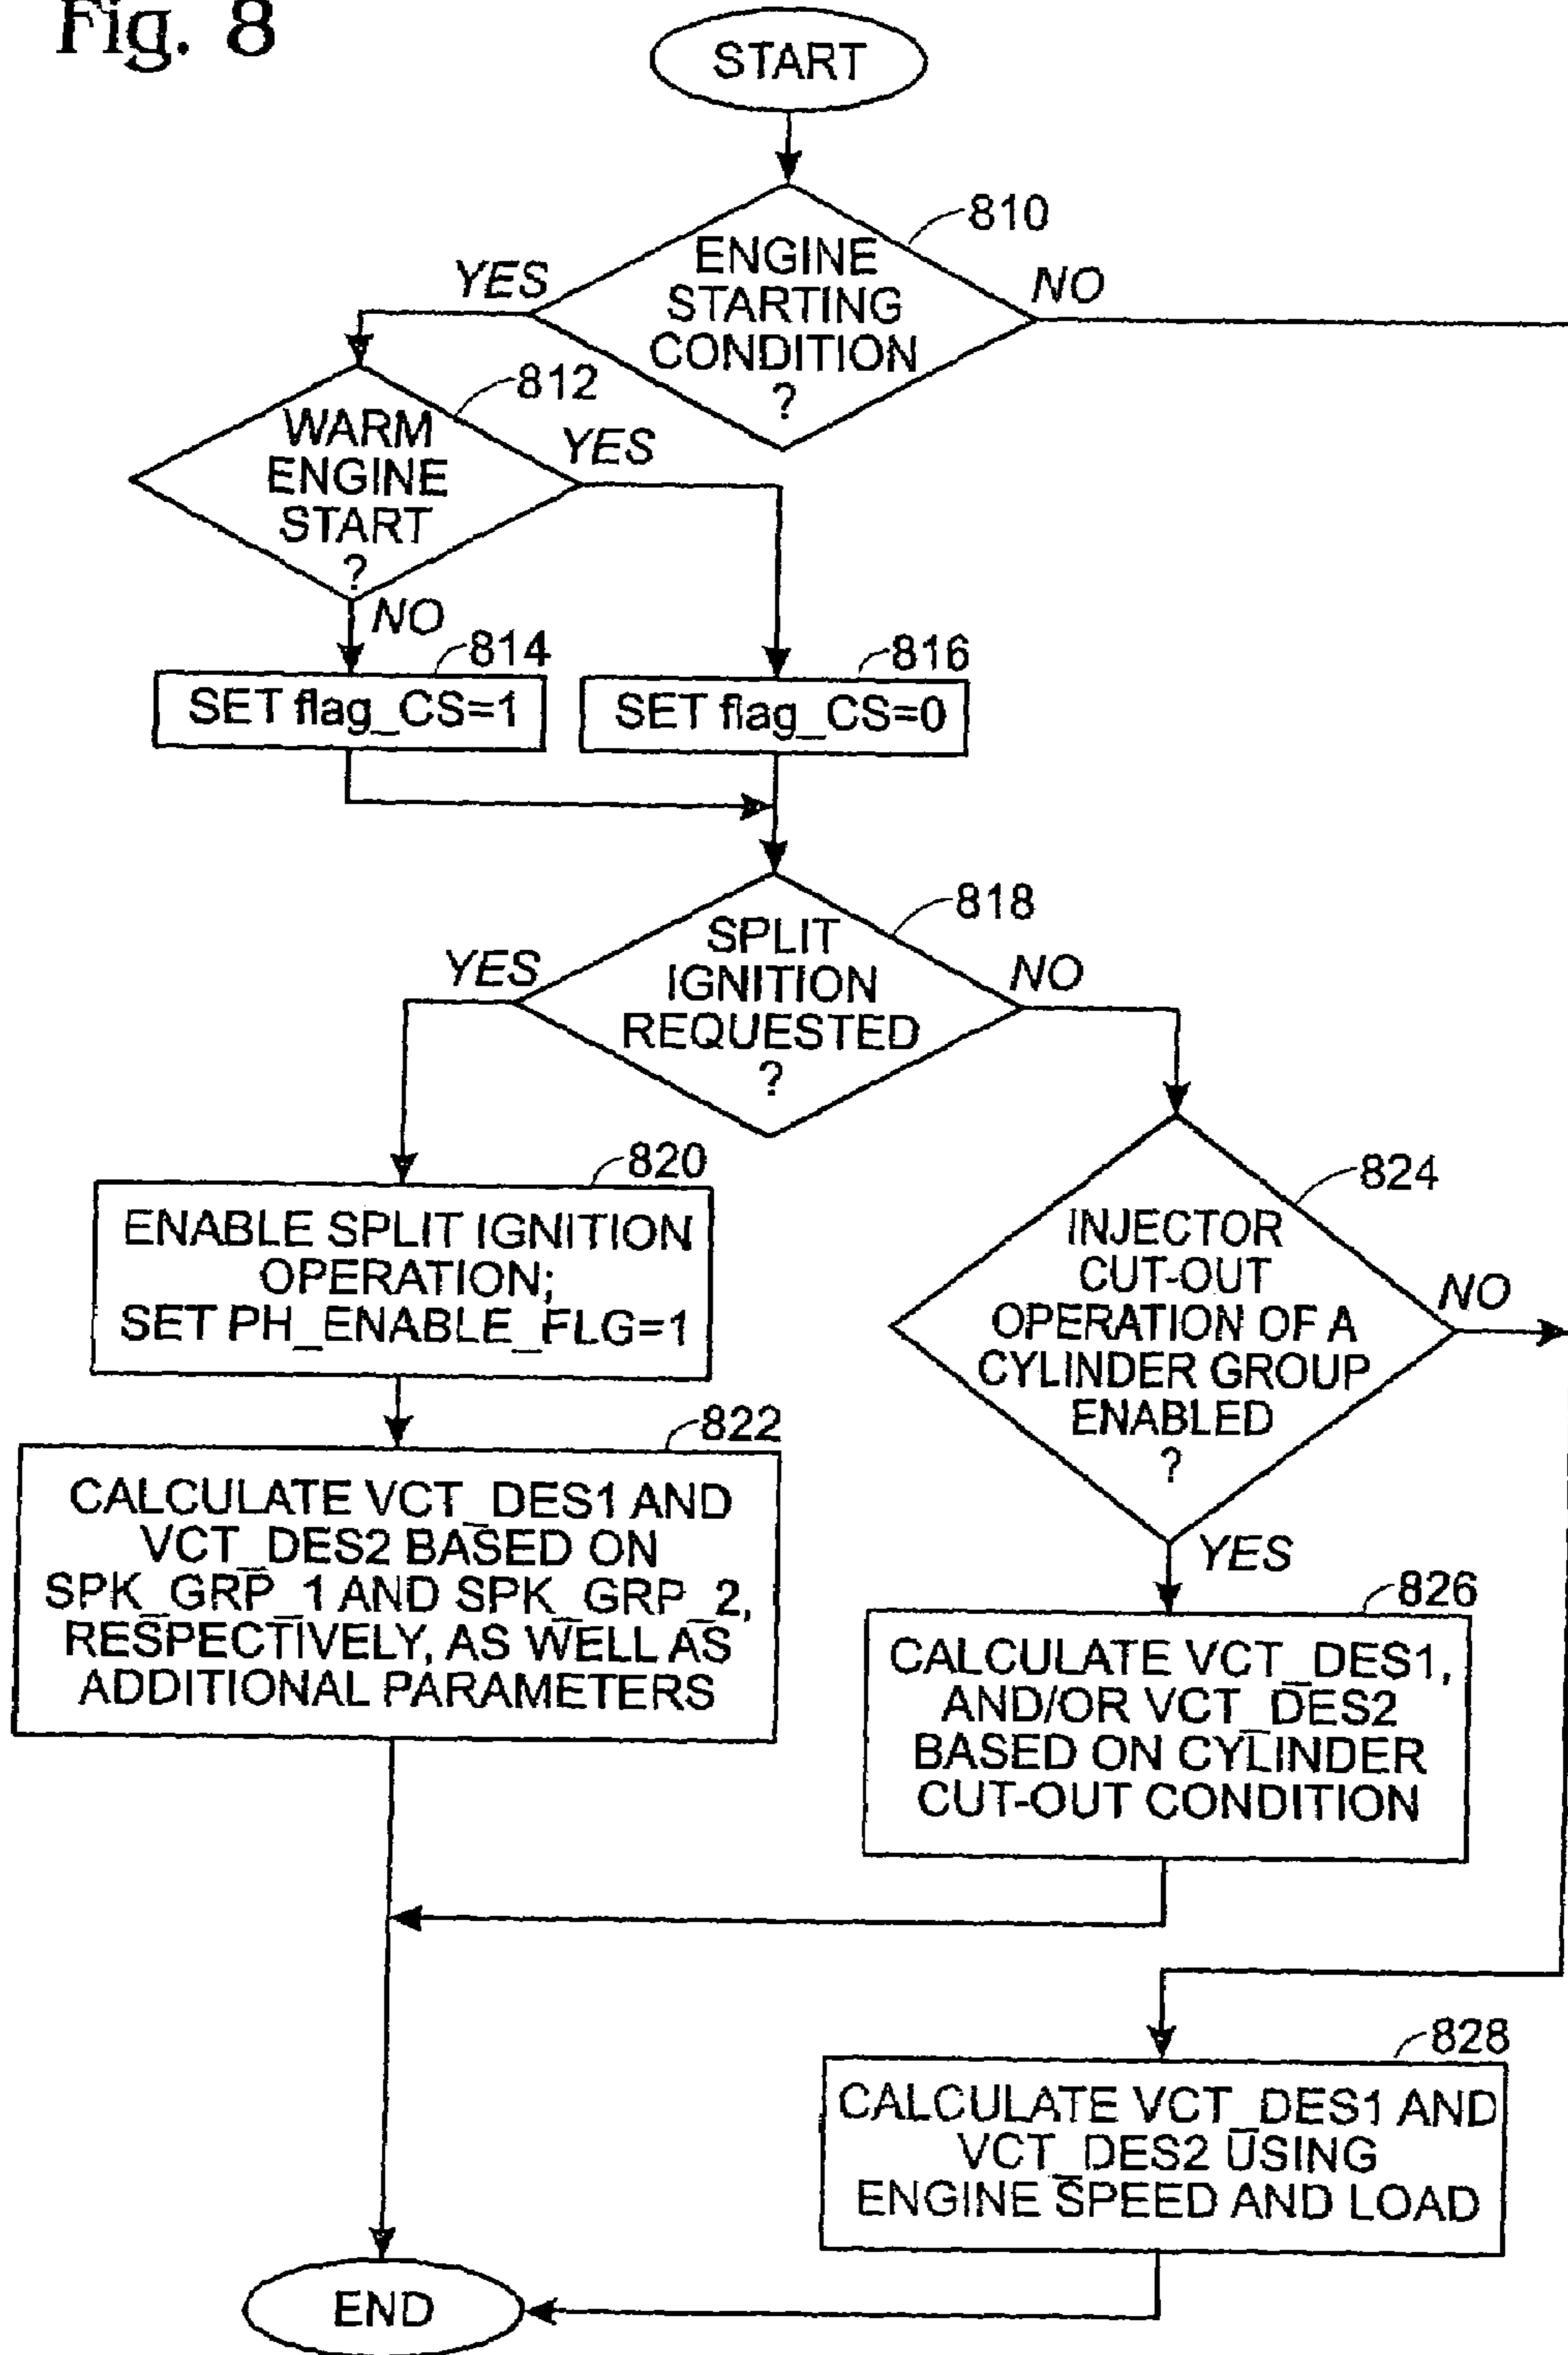 Fig. 8
START
810
ENGINE
STARTING
CONDITION
?
YES
NO
812
WARM
ENGINE
START
?
YES
NO
814
SET flag_CS=1
816
SET flag_CS=0
818
SPLIT
IGNITION
REQUESTED
?
YES
NO
820
ENABLE SPLIT IGNITION
OPERATION;
SET PH_ENABLE_FLG=1
824
INJECTOR
CUT-OUT
OPERATION OF A
CYLINDER GROUP
ENABLED
?
NO
YES
822
CALCULATE VCT_DES1 AND
VCT_DES2 BASED ON
SPK_GRP_1 AND SPK_GRP_2,
RESPECTIVELY, AS WELL AS
ADDITIONAL PARAMETERS
826
CALCULATE VCT_DES1,
AND/OR VCT_DES2
BASED ON CYLINDER
CUT-OUT CONDITION
828
CALCULATE VCT_DES1 AND
VCT_DES2 USING
ENGINE SPEED AND LOAD
END